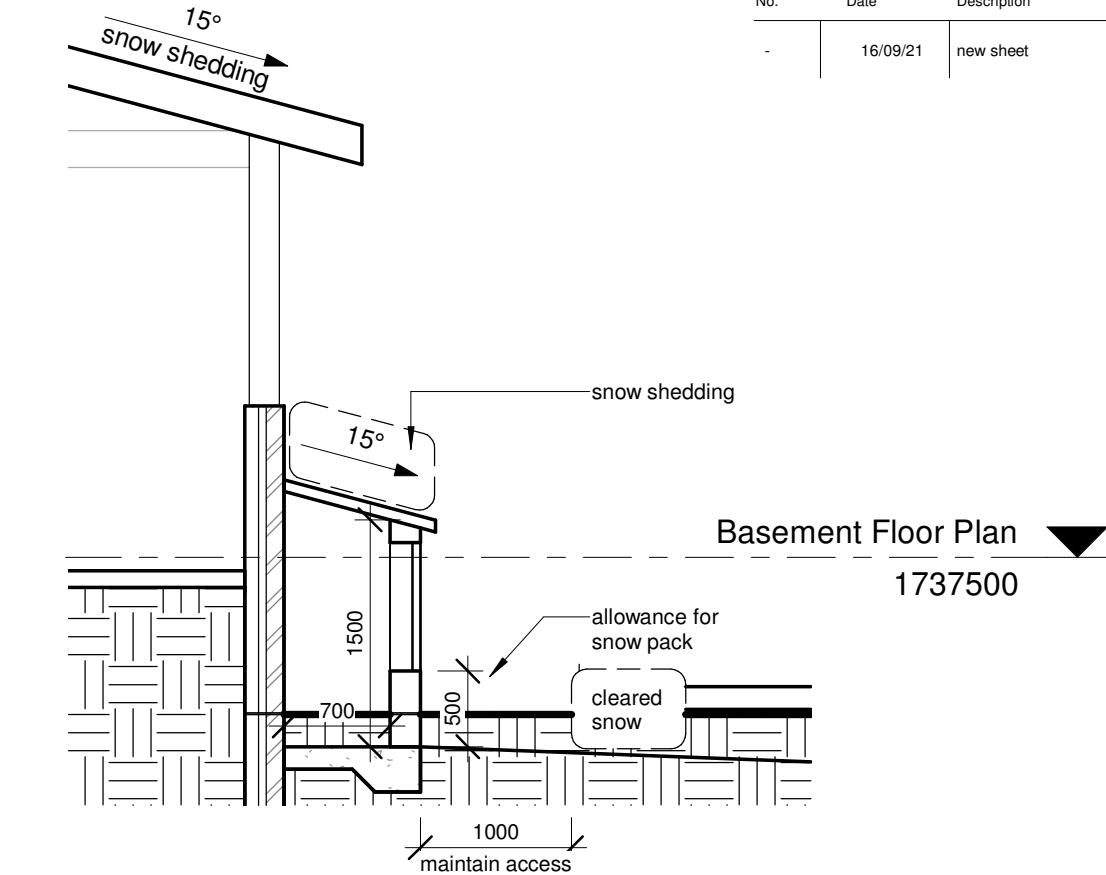 No. Date Description
- 16/09/21 new sheet
15°
snow shedding
snow shedding
15°
Basement Floor Plan
1737500
allowance for
snow pack
1500
cleared
snow
700
500
1000
maintain access